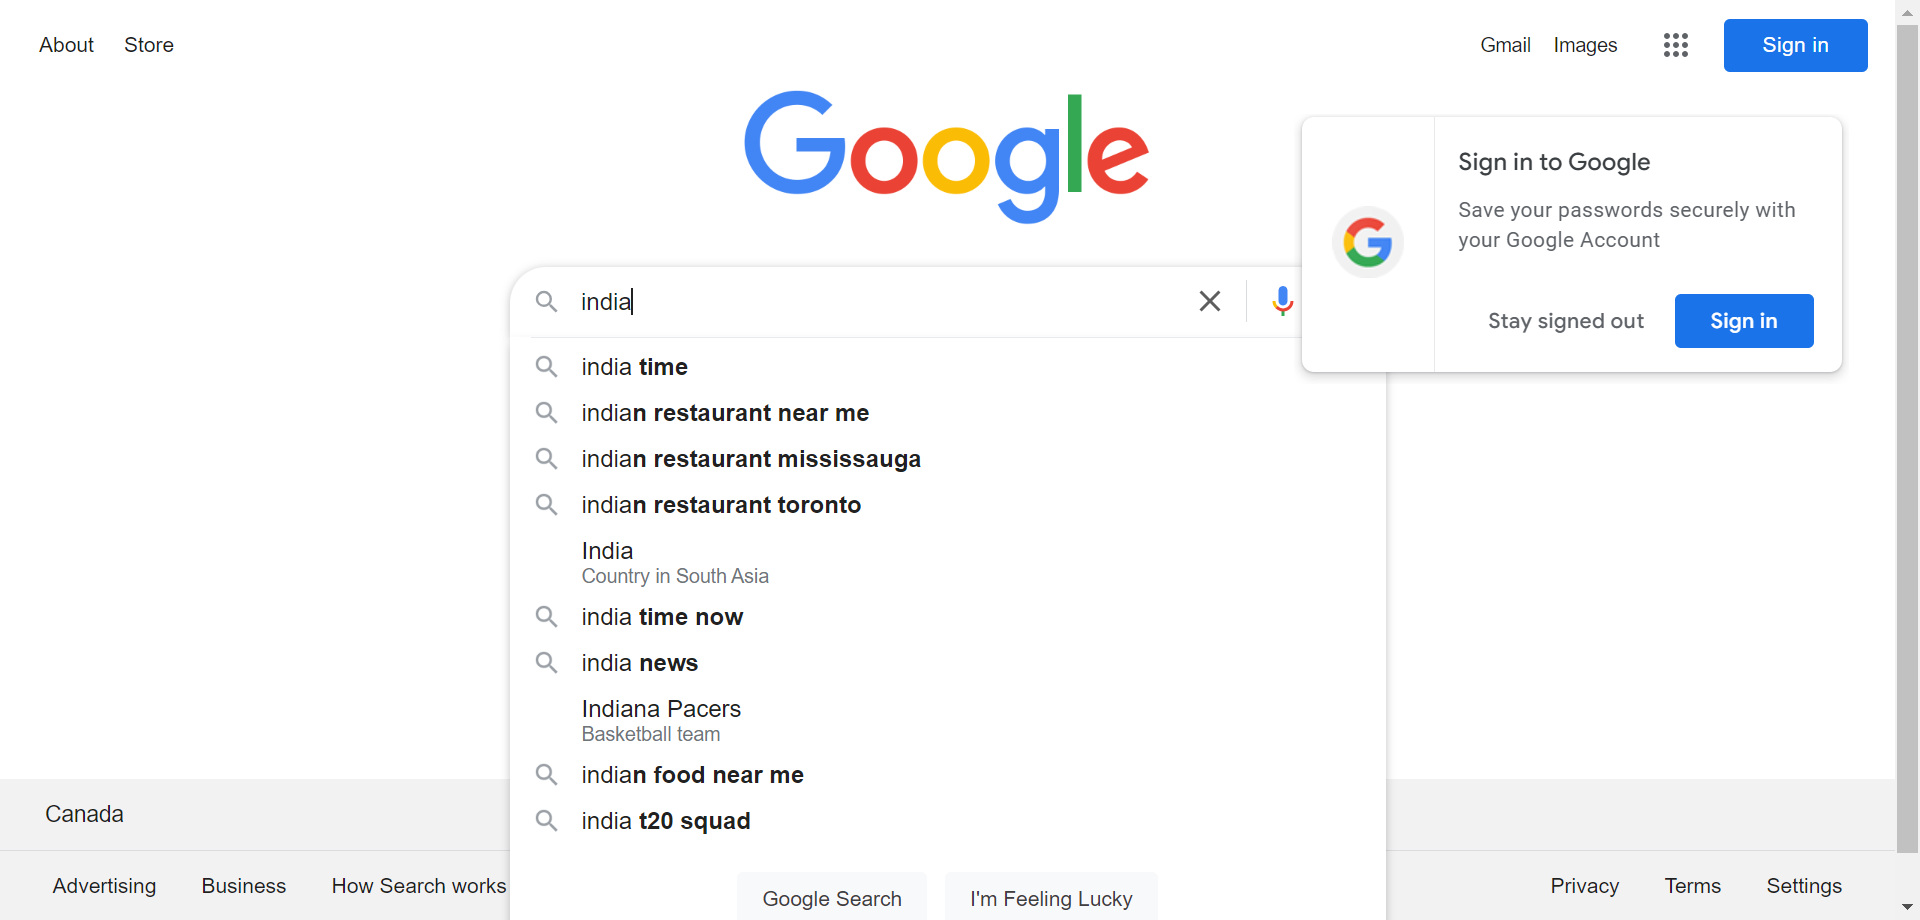 About Store
Gmail Images
Sign in
Google
Sign in to Google
Save your passwords securely with
your Google Account
Stay signed out
Sign in
india
india time
indian restaurant near me
indian restaurant mississauga
indian restaurant toronto
India
Country in South Asia
india time now
india news
Indiana Pacers
Basketball team
indian food near me
india t20 squad
Google Search
I'm Feeling Lucky
Canada
Advertising Business How Search works
Privacy Terms Settings